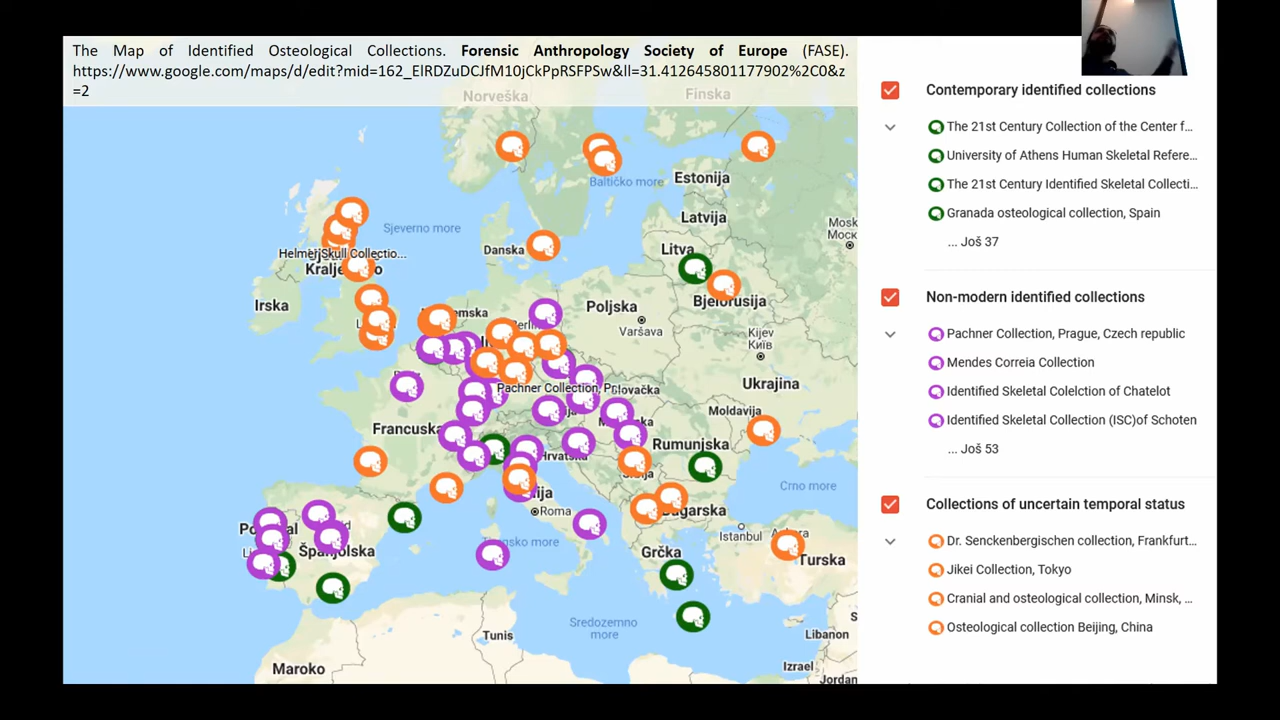 The Map of Identified Osteological Collections. Forensic Anthropology Society of Europe (FASE).
https://www.google.com/maps/d/edit?mid=162_ElRDZuDCJfM10jCkPpRSFPSw&ll=31.412645801177902%2C0&z
=2
Norveška
Finska
Estonija
Baltičko more
Latvija
Mosk
Моск
Sjeverno more
Danska
Litva
Helmer Skull Collectio...
Bjelorusija
Irska
Poljska
Varšava
Kijev
Київ
Pachner Collection, Pr
Ukrajina
Moldavija
Francuska
Rumunjska
Hrvatska
Crno more
Roma
Istanbul
Španjolska
Grčka
Turska
Sredozemno
more
Tunis
Libanon
Maroko
Izrael
Jordan
Contemporary identified collections
The 21st Century Collection of the Center f...
University of Athens Human Skeletal Refere...
The 21st Century Identified Skeletal Collecti...
Granada osteological collection, Spain
... Još 37
Non-modern identified collections
Pachner Collection, Prague, Czech republic
Mendes Correia Collection
Identified Skeletal Colelction of Chatelot
Identified Skeletal Collection (ISC)of Schoten
... Još 53
Collections of uncertain temporal status
Dr. Senckenbergischen collection, Frankfurt...
Jikei Collection, Tokyo
Cranial and osteological collection, Minsk, ...
Osteological collection Beijing, China